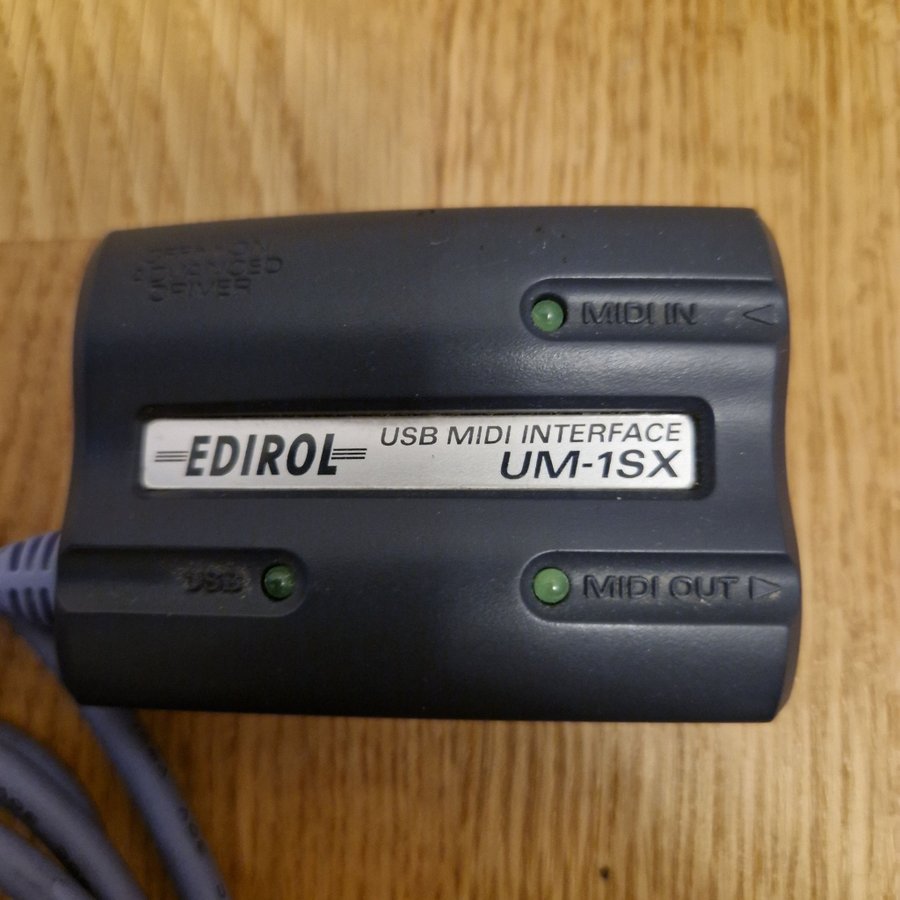 ADVANCED
DRIVER
MIDI IN
EDIROL
USB MIDI INTERFACE
UM-1SX
USB
MIDI OUT